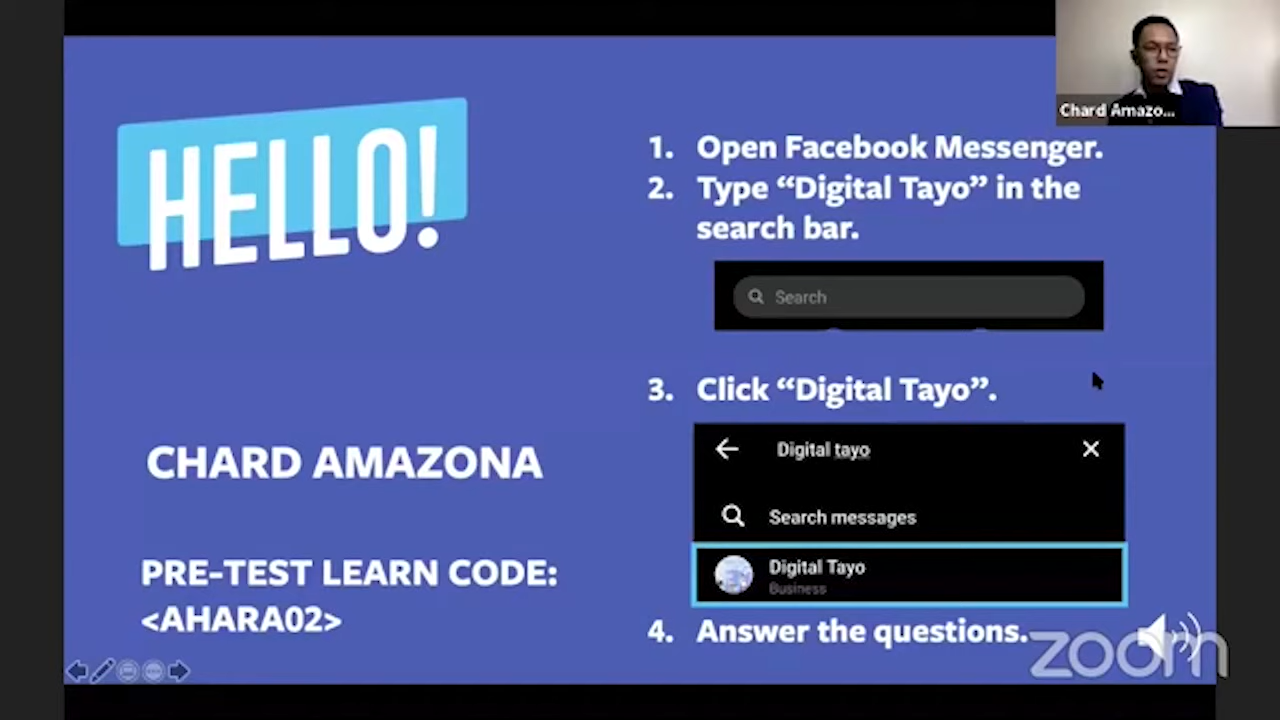 HELLO!
CHARD AMAZONA
PRE-TEST LEARN CODE:
<AHARA02>
1. Open Facebook Messenger.
2. Type “Digital Tayo” in the
search bar.
Search
3. Click “Digital Tayo”.
Digital tayo
Search messages
Digital Tayo
Business
4. Answer the questions.
Chard Amazo...
zoom